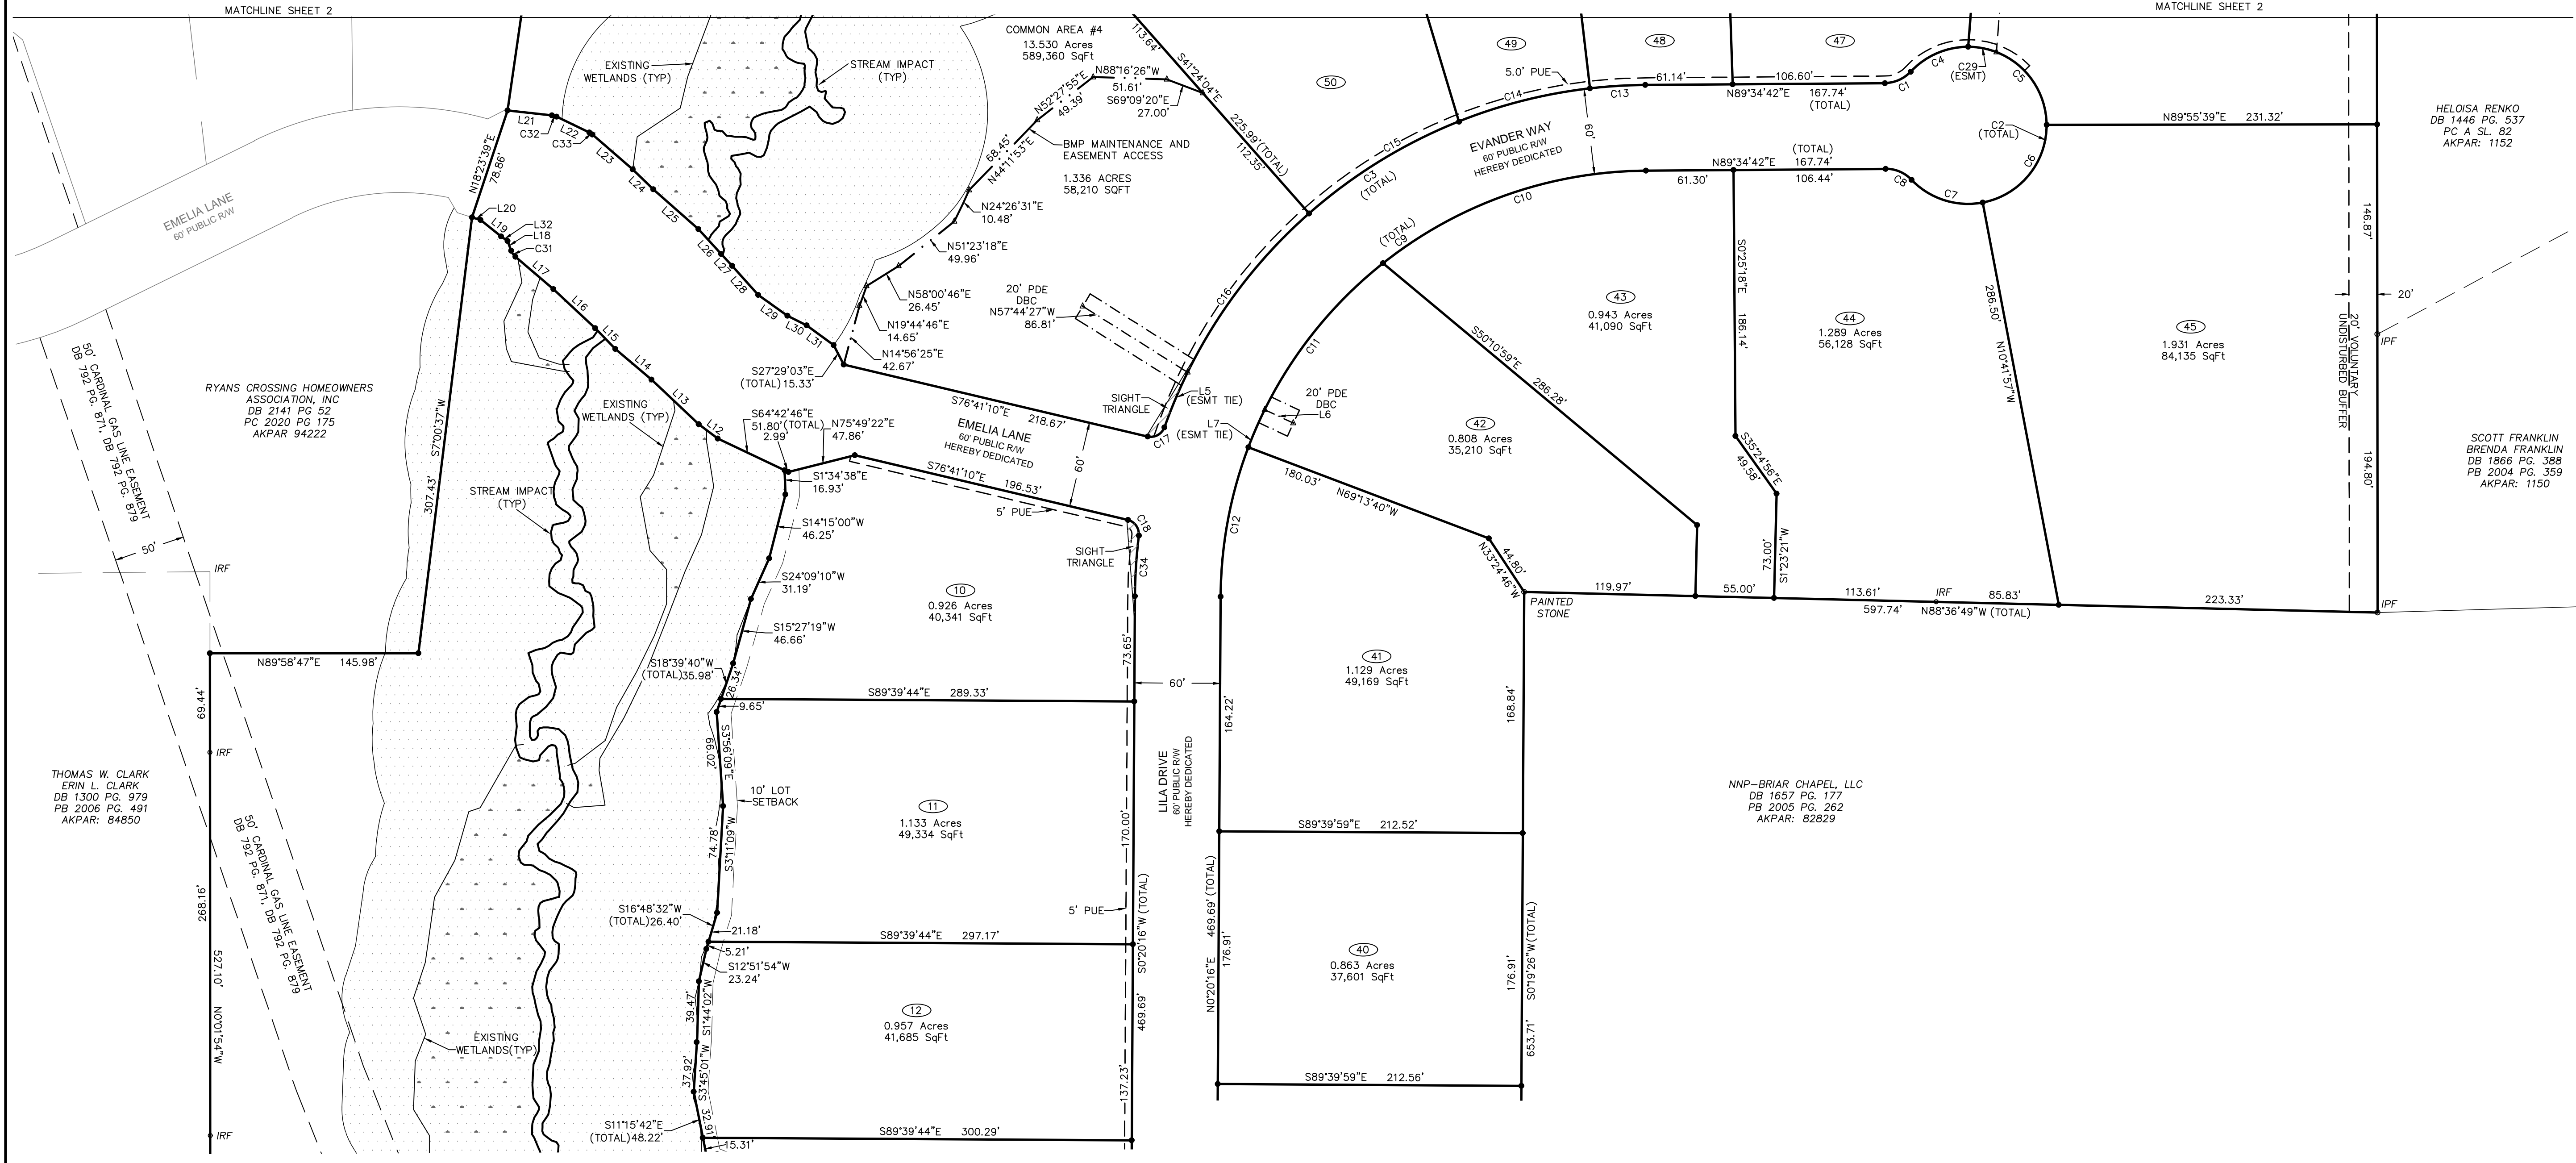 MATCHLINE SHEET 2
MATCHLINE SHEET 2
COMMON AREA #4
13.530 Acres
589,360 SqFt
EXISTING
WETLANDS (TYP)
STREAM IMPACT
(TYP)
113.64'
S41°24'04"E
225.99'(TOTAL)
112.35'
N88°16'26"W
51.61'
S69°09'20"E
27.00'
N52°27'55"E
49.39'
68.45'
N44°11'53"E
BMP MAINTENANCE AND
EASEMENT ACCESS
1.336 ACRES
58,210 SQFT
N24°26'31"E
10.48'
N51°23'18"E
49.96'
N58°00'46"E
26.45'
N19°44'46"E
14.65'
N14°56'25"E
42.67'
S27°29'03"E
(TOTAL) 15.33'
50
49
48
47
5.0' PUE
61.14'
106.60'
N89°34'42"E
167.74'
(TOTAL)
C13
C14
C15
C3
(TOTAL)
C16
C1
C4
C29
(ESMT)
C5
C2
(TOTAL)
C6
C7
C8
60'
EVANDER WAY
60' PUBLIC R/W
HEREBY DEDICATED
(TOTAL)
N89°34'42"E
167.74'
61.30'
106.44'
C10
(TOTAL)
C9
C11
C12
N89°55'39"E
231.32'
HELOISA RENKO
DB 1446 PG. 537
PC A SL. 82
AKPAR: 1152
146.87'
20'
20' VOLUNTARY
UNDISTURBED BUFFER
IPF
194.80'
SCOTT FRANKLIN
BRENDA FRANKLIN
DB 1866 PG. 388
PB 2004 PG. 359
AKPAR: 1150
IPF
L21
C32
L22
C33
L23
L24
L25
L26
L27
L28
L29
L30
L31
N18°23'39"E
78.86'
EMELIA LANE
60' PUBLIC R/W
L20
L19
L32
L18
C31
L17
L16
L15
L14
L13
L12
50' CARDINAL GAS LINE EASEMENT
DB 792 PG. 871, DB 792 PG. 879
50'
RYANS CROSSING HOMEOWNERS
ASSOCIATION, INC
DB 2141 PG 52
PC 2020 PG 175
AKPAR 94222
S7°00'37"W
307.43'
EXISTING
WETLANDS (TYP)
STREAM IMPACT
(TYP)
S64°42'46"E
51.80' (TOTAL)
2.99'
N75°49'22"E
47.86'
S1°34'38"E
16.93'
S14°15'00"W
46.25'
S24°09'10"W
31.19'
S15°27'19"W
46.66'
S18°39'40"W
(TOTAL) 35.98'
26.34'
9.65'
S76°41'10"E
218.67'
EMELIA LANE
60' PUBLIC R/W
HEREBY DEDICATED
60'
S76°41'10"E
196.53'
5' PUE
20' PDE
DBC
N57°44'27"W
86.81'
SIGHT
TRIANGLE
L5
(ESMT TIE)
C17
L7
(ESMT TIE)
20' PDE
DBC
L6
C18
C34
SIGHT
TRIANGLE
43
0.943 Acres
41,090 SqFt
S0°25'18"E
186.14'
44
1.289 Acres
56,128 SqFt
286.50'
N10°41'57"W
45
1.931 Acres
84,135 SqFt
S50°10'59"E
286.28'
42
0.808 Acres
35,210 SqFt
S35°24'56"E
49.58'
S1°23'21"W
73.00'
180.03'
N69°13'40"W
44.80'
N33°24'46"W
PAINTED
STONE
119.97'
55.00'
113.61'
IRF
85.83'
597.74'
N88°36'49"W (TOTAL)
223.33'
IRF
N89°58'47"E
145.98'
69.44'
IRF
268.16'
527.10'
N0°01'54"W
IRF
THOMAS W. CLARK
ERIN L. CLARK
DB 1300 PG. 979
PB 2006 PG. 491
AKPAR: 84850
50' CARDINAL GAS LINE EASEMENT
DB 792 PG. 871, DB 792 PG. 879
10
0.926 Acres
40,341 SqFt
73.65'
60'
S89°39'44"E
289.33'
66.02'
S3°56'09"E
10' LOT
SETBACK
11
1.133 Acres
49,334 SqFt
74.78'
S3°11'09"W
170.00'
LILA DRIVE
60' PUBLIC R/W
HEREBY DEDICATED
S16°48'32"W
(TOTAL) 26.40'
21.18'
5' PUE
S89°39'44"E
297.17'
5.21'
S12°51'54"W
23.24'
S0°20'16"W (TOTAL)
469.69'
39.47'
S1°44'02"W
12
0.957 Acres
41,685 SqFt
EXISTING
WETLANDS(TYP)
37.92'
S3°45'01"W
137.23'
S11°15'42"E
(TOTAL) 48.22'
32.91'
15.31'
S89°39'44"E
300.29'
41
1.129 Acres
49,169 SqFt
164.22'
168.84'
S89°39'59"E
212.52'
N0°20'16"E
469.69' (TOTAL)
176.91'
40
0.863 Acres
37,601 SqFt
176.91'
S0°19'26"W (TOTAL)
653.71'
S89°39'59"E
212.56'
NNP-BRIAR CHAPEL, LLC
DB 1657 PG. 177
PB 2005 PG. 262
AKPAR: 82829